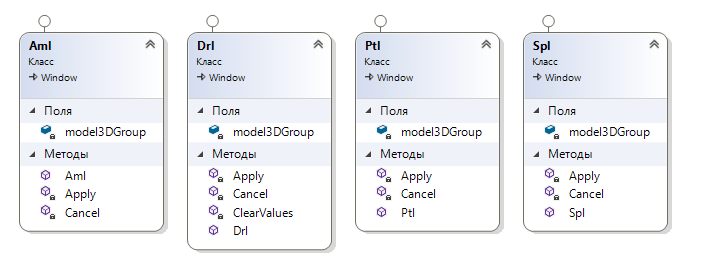 Aml
Класс
Window
Поля
model3DGroup
Методы
Aml
Apply
Cancel
Drl
Класс
Window
Поля
model3DGroup
Методы
Apply
Cancel
ClearValues
Drl
Ptl
Класс
Window
Поля
model3DGroup
Методы
Apply
Cancel
Ptl
Spl
Класс
Window
Поля
model3DGroup
Методы
Apply
Cancel
Spl